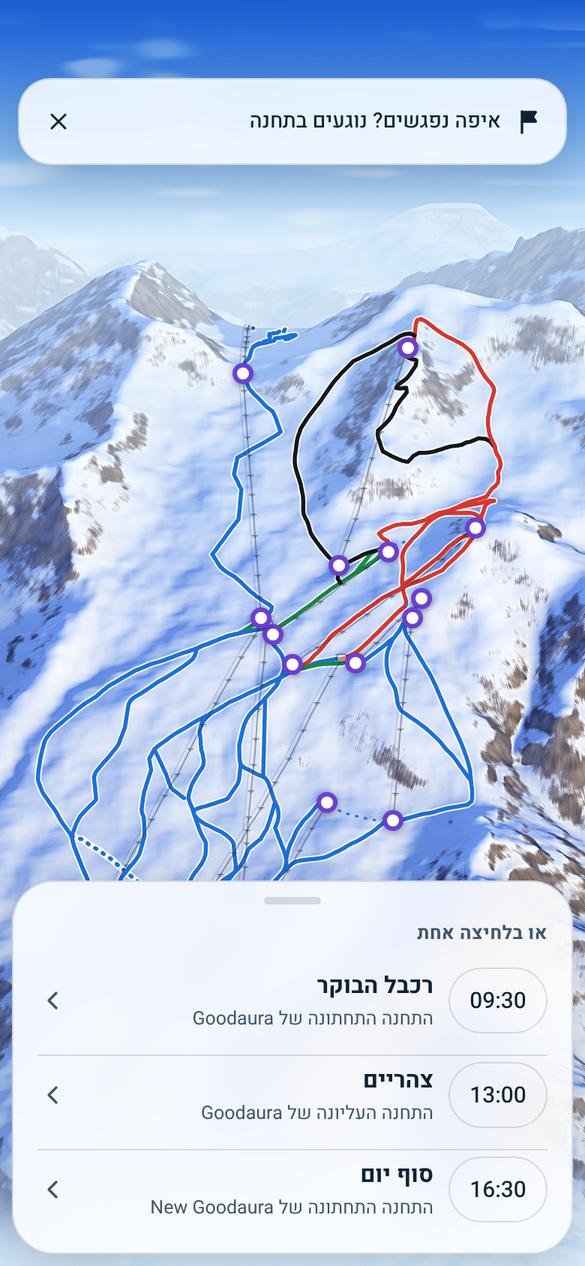 איפה נפגשים? נוגעים בתחנה
או בלחיצה אחת
רכבל הבוקר
09:30
התחנה התחתונה של Goodaura
צהריים
13:00
התחנה העליונה של Goodaura
סוף יום
16:30
התחנה התחתונה של New Goodaura